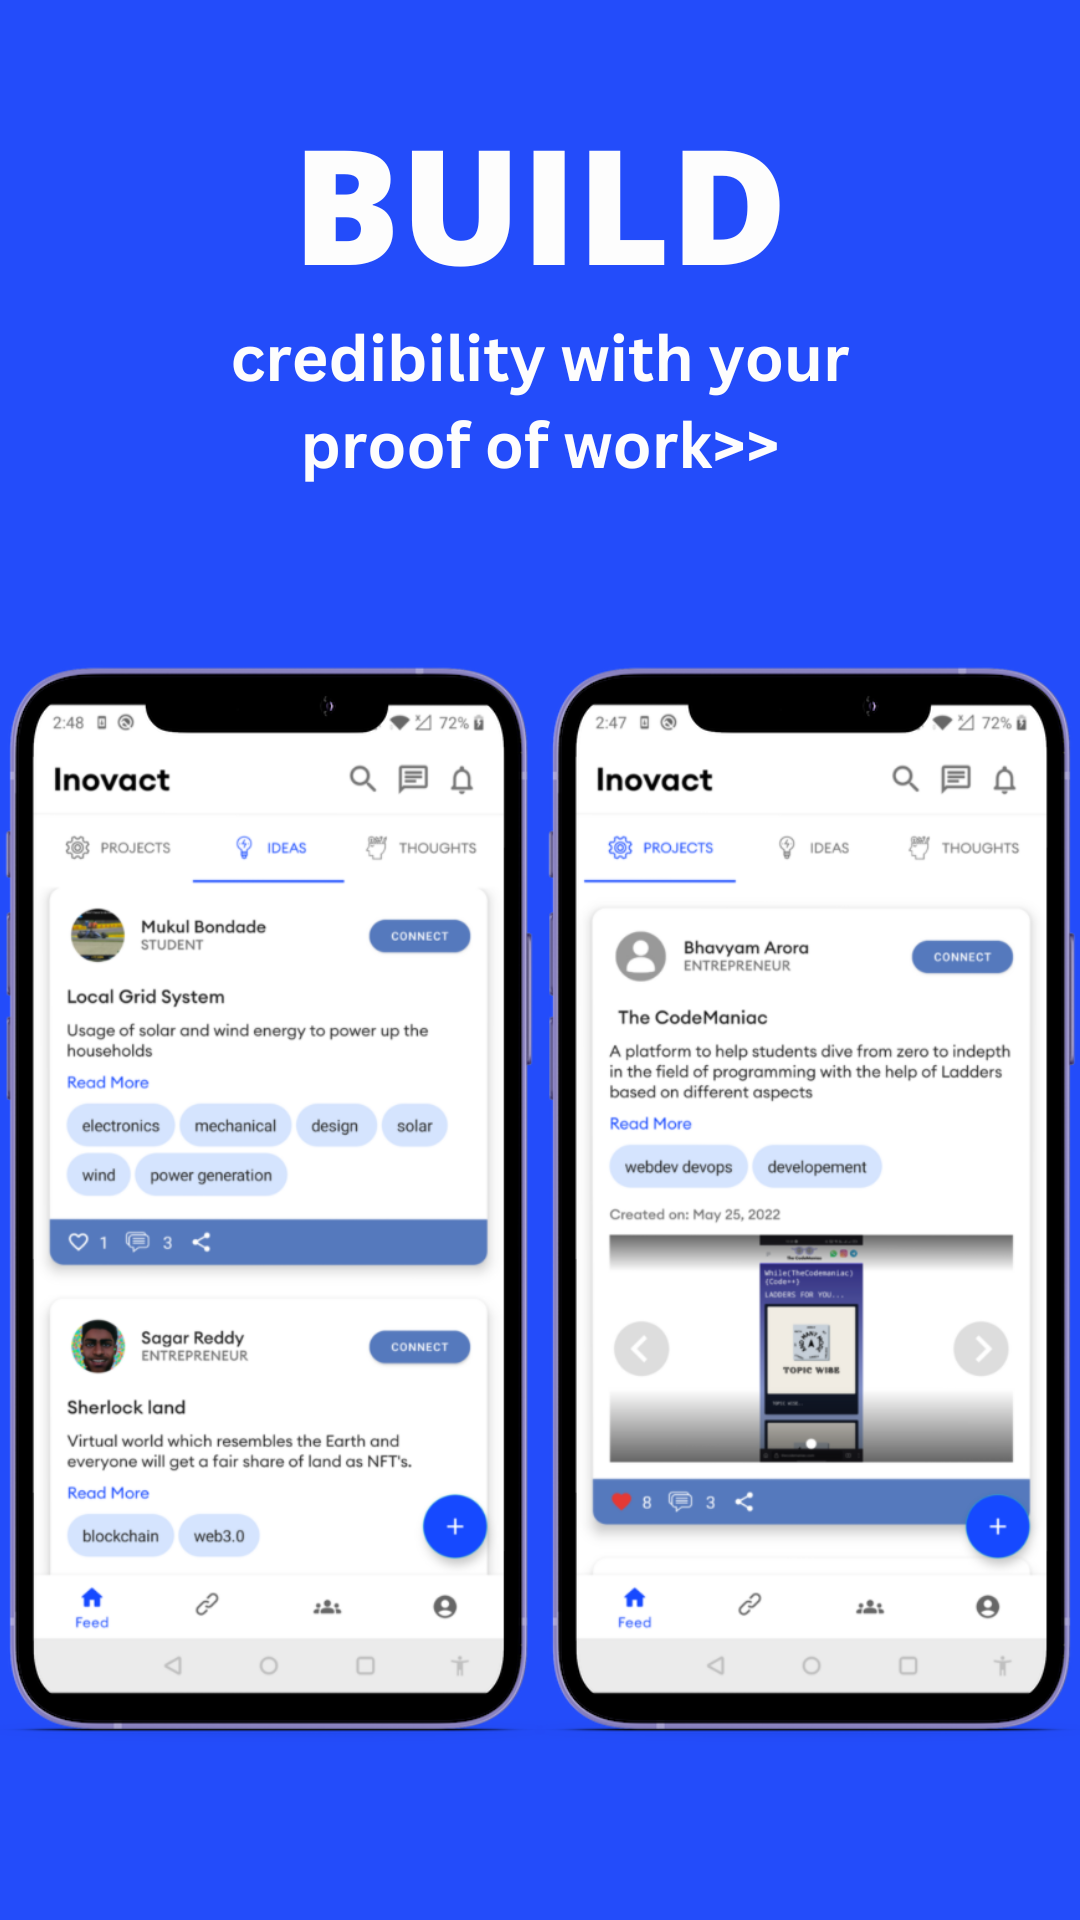 BUILD
credibility with your
proof of work>>
2:48
72%
Inovact
PROJECTS
IDEAS
THOUGHTS
Mukul Bondade
STUDENT
CONNECT
Local Grid System
Usage of solar and wind energy to power up the
households
Read More
electronics mechanical design solar
wind power generation
1 3
Sagar Reddy
ENTREPRENEUR
CONNECT
Sherlock land
Virtual world which resembles the Earth and
everyone will get a fair share of land as NFT's.
Read More
blockchain web3.0
+
Feed
2:47
72%
Inovact
PROJECTS
IDEAS
THOUGHTS
Bhavyam Arora
ENTREPRENEUR
CONNECT
The CodeManiac
A platform to help students dive from zero to indepth
in the field of programming with the help of Ladders
based on different aspects
Read More
webdev devops developement
Created on: May 25, 2022
While(TheCodemaniac)
{Code++}
LADDERS FOR YOU...
TOPIC WISE
8 3
+
Feed